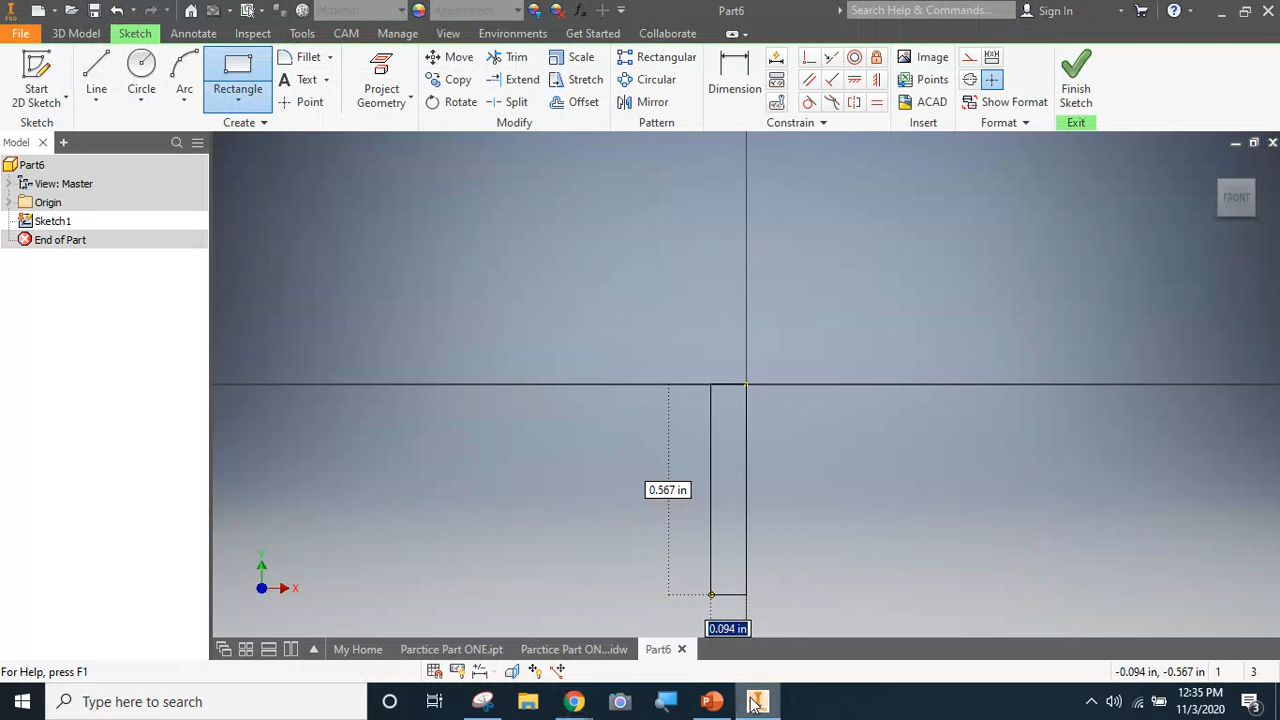 Material
Appearance
Part6
Search Help & Commands...
Sign In
PRO
File
3D Model
Sketch
Annotate
Inspect
Tools
CAM
Manage
View
Environments
Get Started
Collaborate
Start
2D Sketch
Line
Circle
Arc
Rectangle
Fillet
Text
Point
Project
Geometry
Move
Copy
Rotate
Trim
Extend
Split
Scale
Stretch
Offset
Rectangular
Circular
Mirror
Dimension
Image
Points
ACAD
Show Format
Finish
Sketch
Sketch
Create
Modify
Pattern
Constrain
Insert
Format
Exit
Model
Part6
View: Master
Origin
Sketch1
End of Part
FRONT
0.567 in
0.094 in
Y
X
My Home
Parctice Part ONE.ipt
Parctice Part ON...idw
Part6
For Help, press F1
-0.094 in, -0.567 in
1
3
Type here to search
12:35 PM
11/3/2020
3